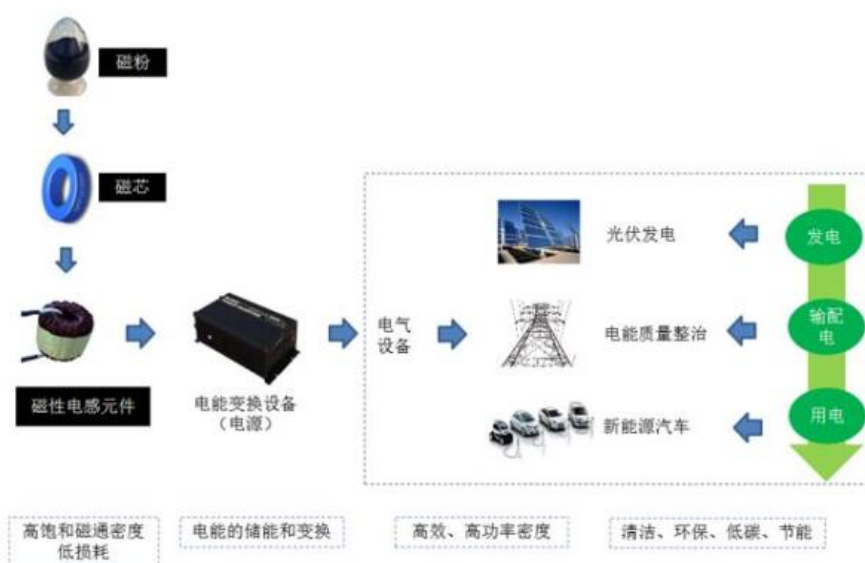 磁粉
磁芯
磁性电感元件
电能变换设备
（电源）
电气
设备
光伏发电
电能质量整治
新能源汽车
发电
输配
电
用电
高饱和磁通密度
低损耗
电能的储能和变换
高效、高功率密度
清洁、环保、低碳、节能